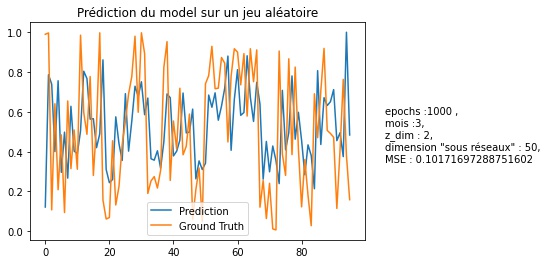 Prédiction du model sur un jeu aléatoire
1.0
0.8
0.6
0.4
0.2
0.0
0
20
40
60
80
Prediction
Ground Truth
epochs :1000 ,
mois :3,
z_dim : 2,
dimension "sous réseaux" : 50,
MSE : 0.10171697288751602